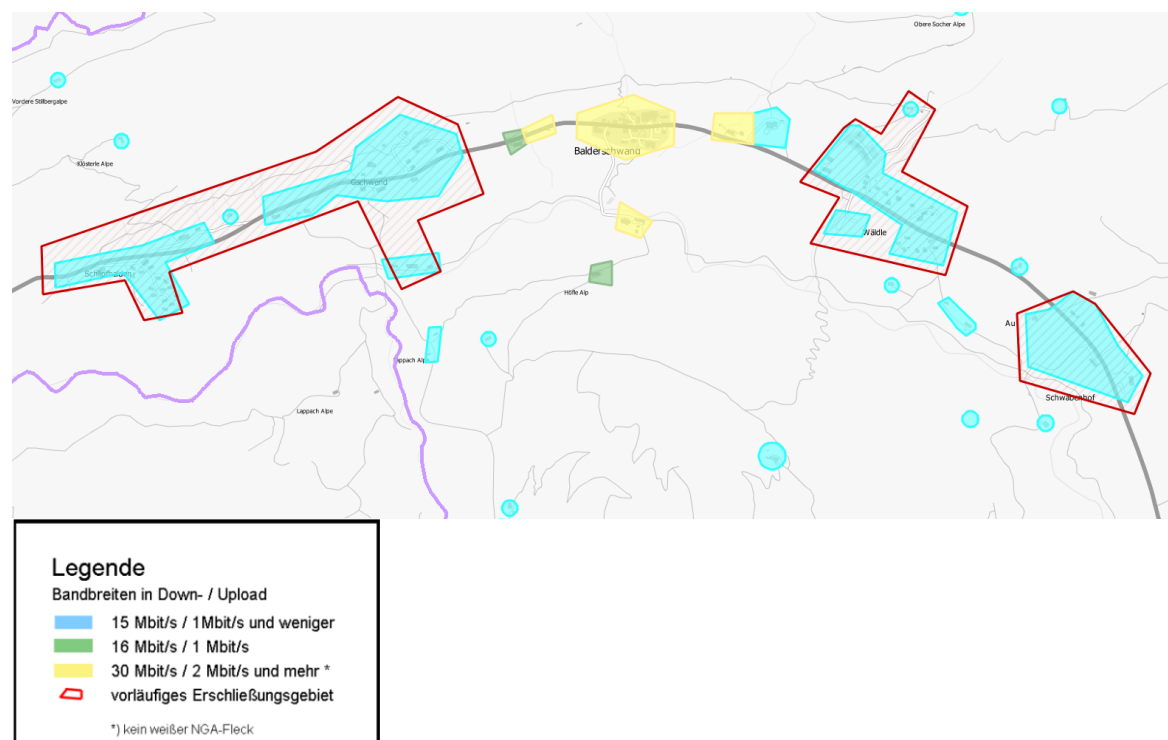 Obere Socher Alpe
Vordere Stillbergalpe
Klösterle Alpe
Balderschwang
Gschwend
Wäldle
Schlipfhalden
Höfle Alp
Au
Lappach Alpe
Schwabenhof
Lappach Alpe
Legende
Bandbreiten in Down- / Upload
15 Mbit/s / 1Mbit/s und weniger
16 Mbit/s / 1 Mbit/s
30 Mbit/s / 2 Mbit/s und mehr *
vorläufiges Erschließungsgebiet
*) kein weißer NGA-Fleck